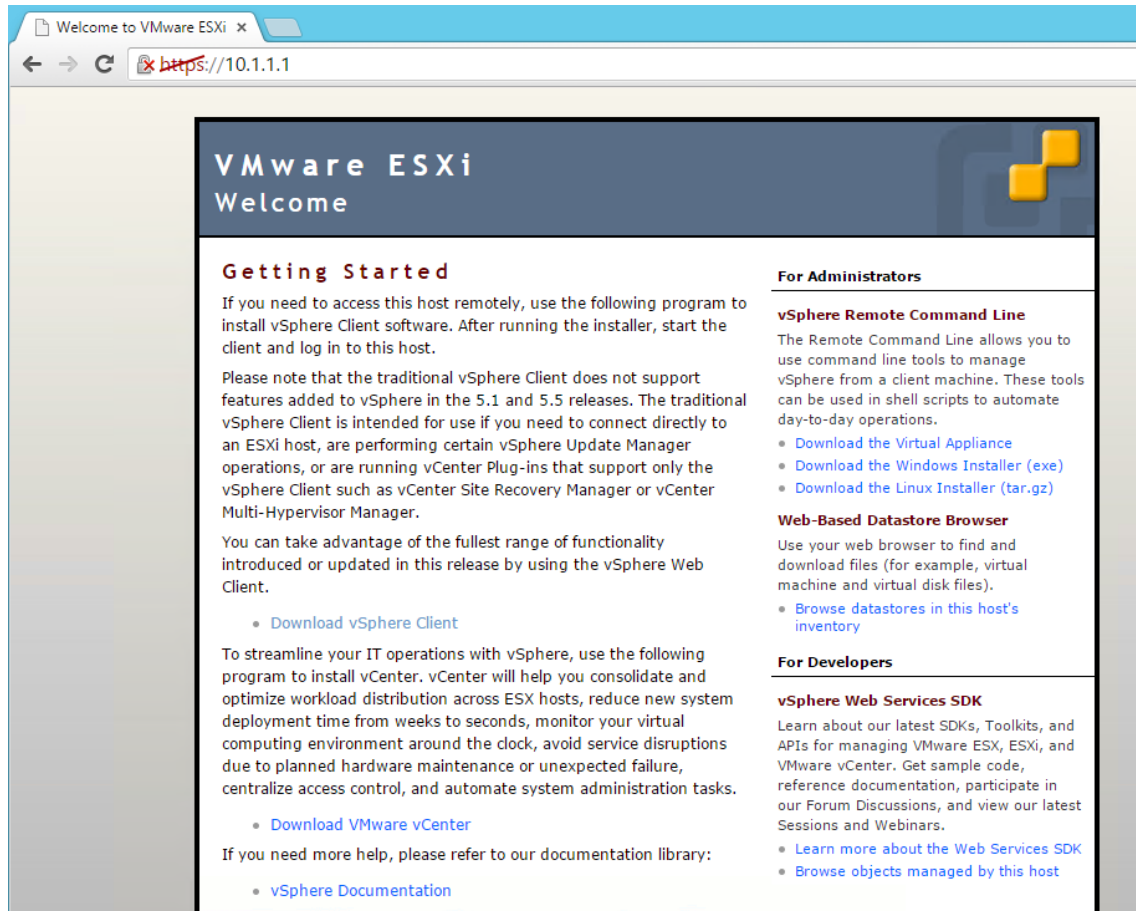 Welcome to VMware ESXi ×
https://10.1.1.1
VMware ESXi
Welcome
Getting Started
If you need to access this host remotely, use the following program to
install vSphere Client software. After running the installer, start the
client and log in to this host.
Please note that the traditional vSphere Client does not support
features added to vSphere in the 5.1 and 5.5 releases. The traditional
vSphere Client is intended for use if you need to connect directly to
an ESXi host, are performing certain vSphere Update Manager
operations, or are running vCenter Plug-ins that support only the
vSphere Client such as vCenter Site Recovery Manager or vCenter
Multi-Hypervisor Manager.
You can take advantage of the fullest range of functionality
introduced or updated in this release by using the vSphere Web
Client.
• Download vSphere Client
To streamline your IT operations with vSphere, use the following
program to install vCenter. vCenter will help you consolidate and
optimize workload distribution across ESX hosts, reduce new system
deployment time from weeks to seconds, monitor your virtual
computing environment around the clock, avoid service disruptions
due to planned hardware maintenance or unexpected failure,
centralize access control, and automate system administration tasks.
• Download VMware vCenter
If you need more help, please refer to our documentation library:
• vSphere Documentation
For Administrators
vSphere Remote Command Line
The Remote Command Line allows you to
use command line tools to manage
vSphere from a client machine. These tools
can be used in shell scripts to automate
day-to-day operations.
• Download the Virtual Appliance
• Download the Windows Installer (exe)
• Download the Linux Installer (tar.gz)
Web-Based Datastore Browser
Use your web browser to find and
download files (for example, virtual
machine and virtual disk files).
• Browse datastores in this host's
inventory
For Developers
vSphere Web Services SDK
Learn about our latest SDKs, Toolkits, and
APIs for managing VMware ESX, ESXi, and
VMware vCenter. Get sample code,
reference documentation, participate in
our Forum Discussions, and view our latest
Sessions and Webinars.
• Learn more about the Web Services SDK
• Browse objects managed by this host